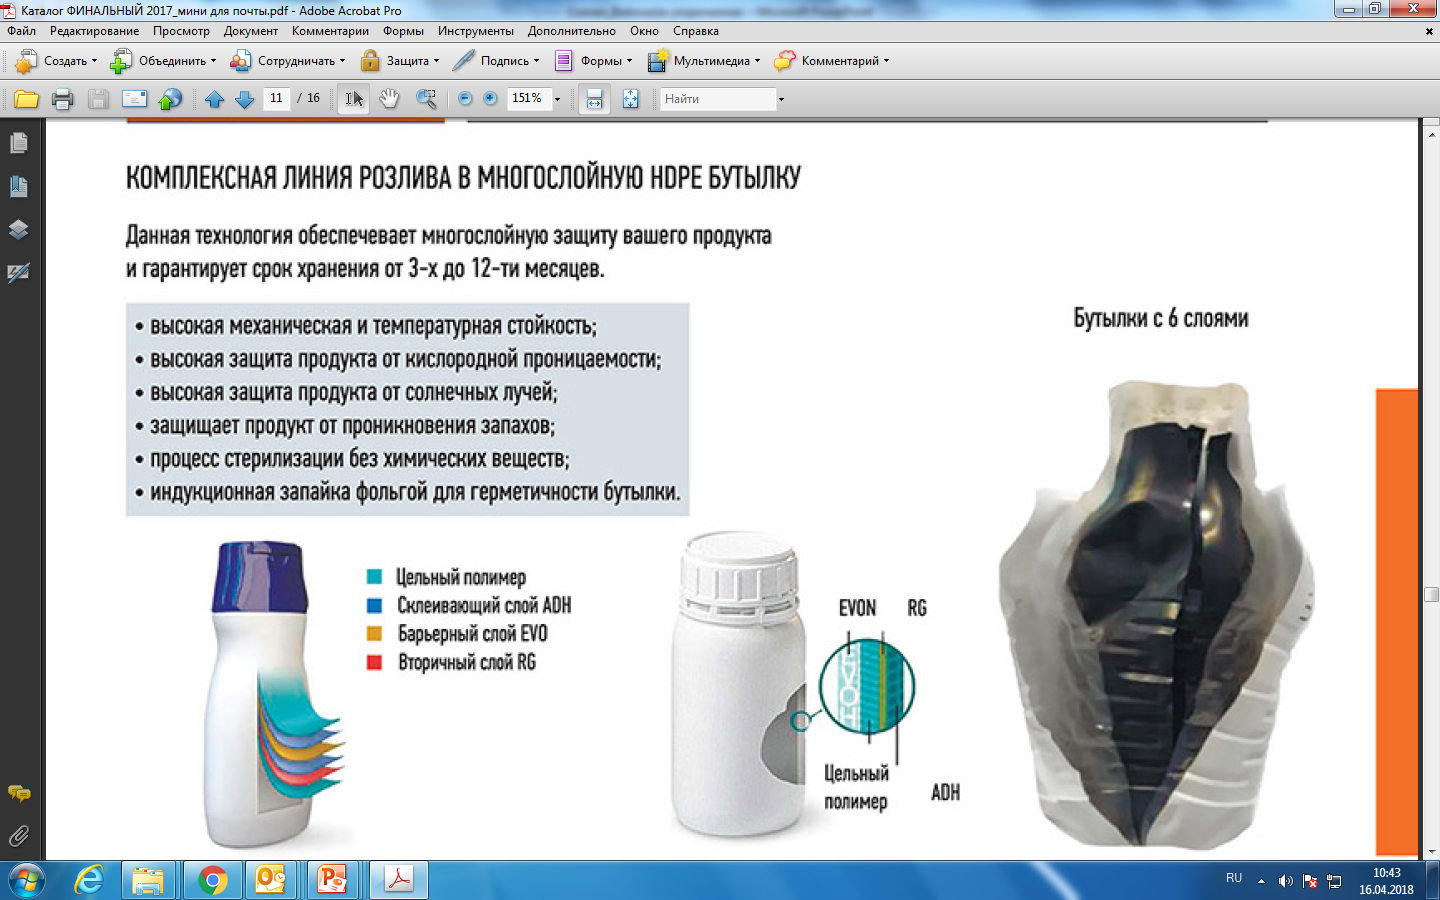 Каталог ФИНАЛЬНЫЙ 2017_мини для почты.pdf - Adobe Acrobat Pro
Файл Редактирование Просмотр Документ Комментарии Формы Инструменты Дополнительно Окно Справка
Создать Объединить Сотрудничать Защита Подпись Формы Мультимедиа Комментарий
11 / 16 151% Найти
КОМПЛЕКСНАЯ ЛИНИЯ РОЗЛИВА В МНОГОСЛОЙНУЮ HDPE БУТЫЛКУ
Данная технология обеспечевает многослойную защиту вашего продукта
и гарантирует срок хранения от 3-х до 12-ти месяцев.
• высокая механическая и температурная стойкость;
• высокая защита продукта от кислородной проницаемости;
• высокая защита продукта от солнечных лучей;
• защищает продукт от проникновения запахов;
• процесс стерилизации без химических веществ;
• индукционная запайка фольгой для герметичности бутылки.
Бутылки с 6 слоями
Цельный полимер
Склеивающий слой ADH
Барьерный слой EVO
Вторичный слой RG
EVON RG
EVOH
Цельный
полимер
ADH
RU
10:43
16.04.2018